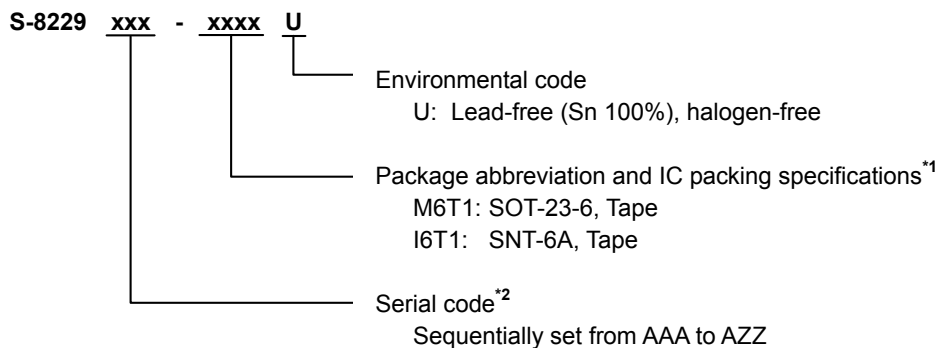 S-8229 xxx - xxxx U
Environmental code
U: Lead-free (Sn 100%), halogen-free
Package abbreviation and IC packing specifications*1
M6T1: SOT-23-6, Tape
I6T1: SNT-6A, Tape
Serial code*2
Sequentially set from AAA to AZZ